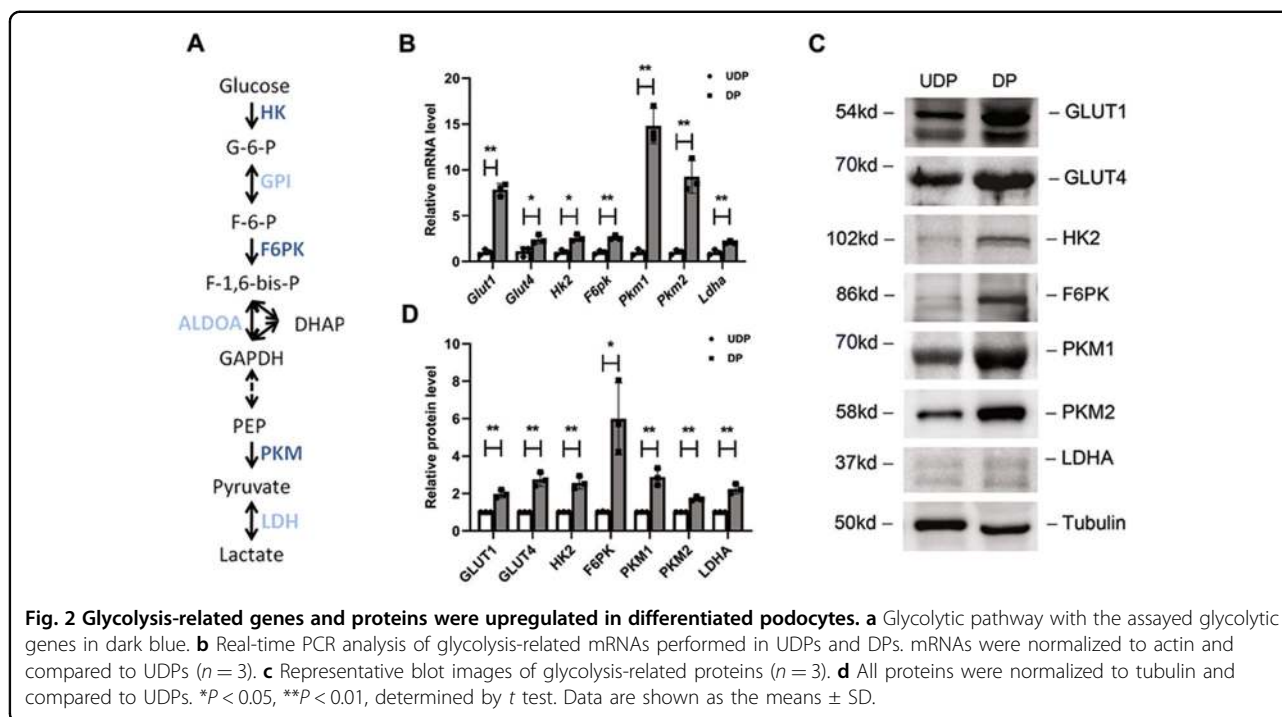 A
Glucose
HK
G-6-P
GPI
F-6-P
F6PK
F-1,6-bis-P
ALDOA
DHAP
GAPDH
PEP
PKM
Pyruvate
LDH
Lactate
B
Relative mRNA level
20
15
10
5
0
** * * ** ** ** **
UDP
DP
Glut1 Glut4 Hk2 F6pk Pkm1 Pkm2 Ldha
D
Relative protein level
10
8
6
4
2
0
** ** ** * ** ** **
UDP
DP
GLUT1 GLUT4 HK2 F6PK PKM1 PKM2 LDHA
C
UDP DP
54kd – – GLUT1
70kd – – GLUT4
102kd – – HK2
86kd – – F6PK
70kd – – PKM1
58kd – – PKM2
37kd – – LDHA
50kd – – Tubulin
Fig. 2 Glycolysis-related genes and proteins were upregulated in differentiated podocytes. a Glycolytic pathway with the assayed glycolytic
genes in dark blue. b Real-time PCR analysis of glycolysis-related mRNAs performed in UDPs and DPs. mRNAs were normalized to actin and
compared to UDPs (n = 3). c Representative blot images of glycolysis-related proteins (n = 3). d All proteins were normalized to tubulin and
compared to UDPs. *P < 0.05, **P < 0.01, determined by t test. Data are shown as the means ± SD.